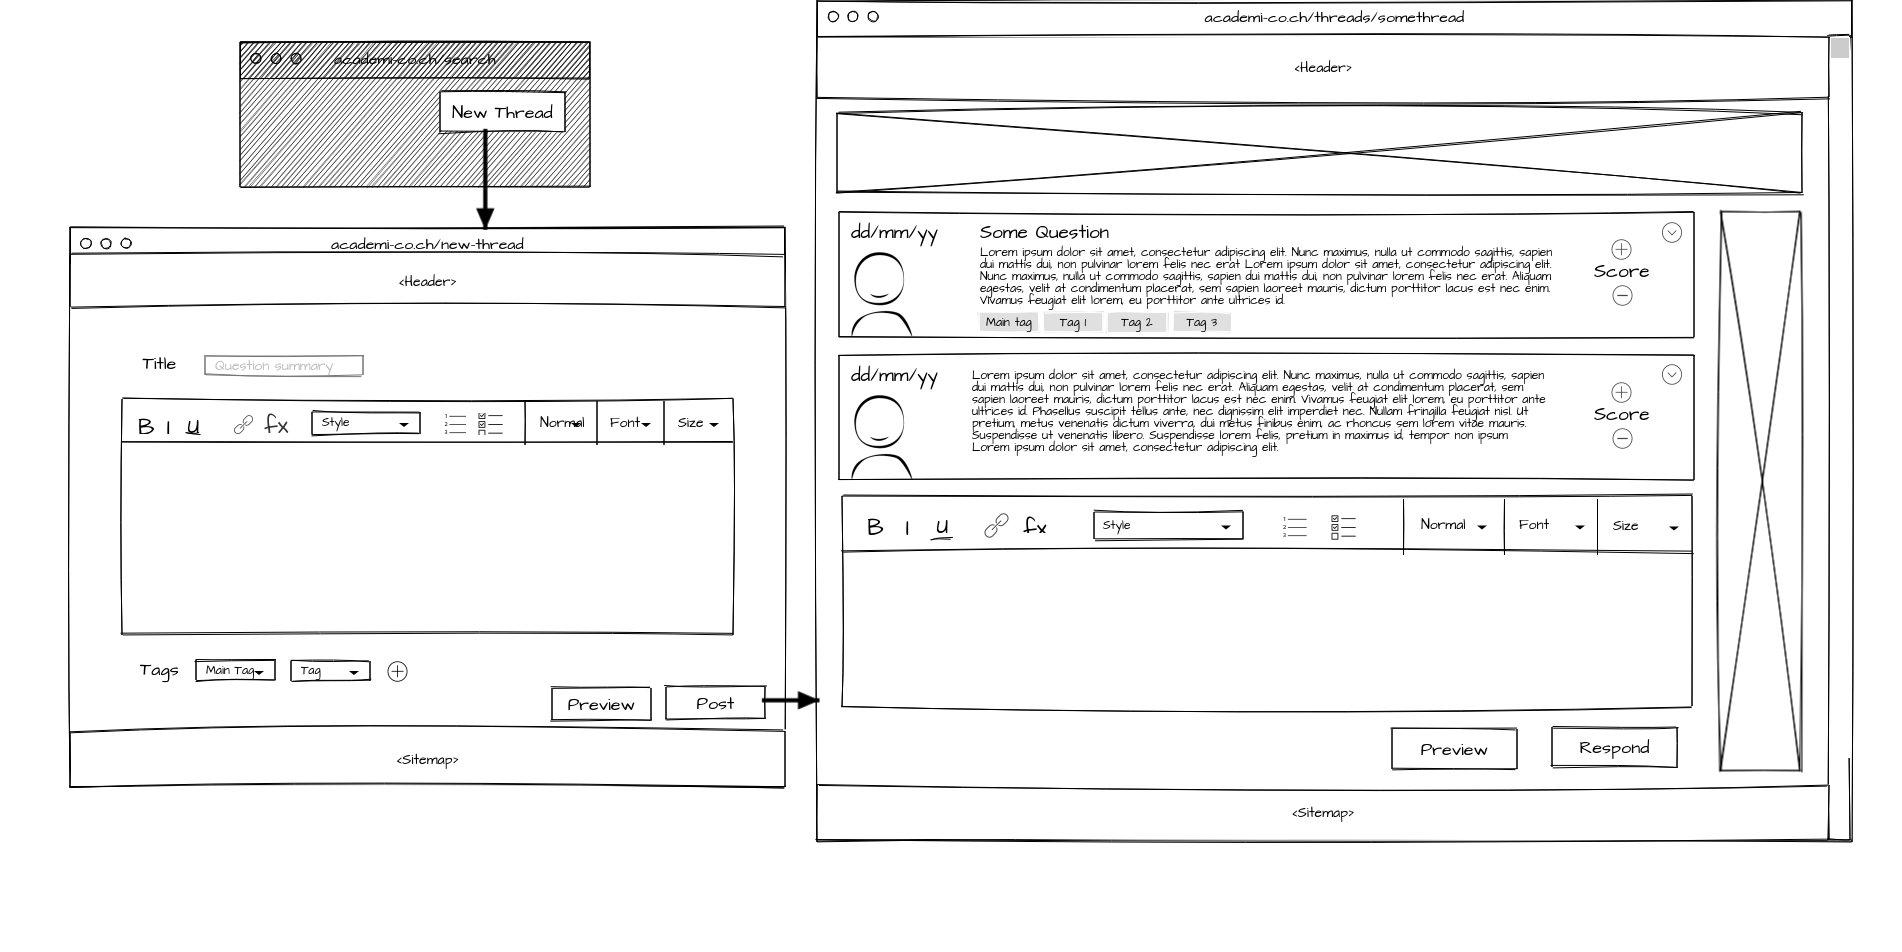 academi-co.ch/search
New Thread
academi-co.ch/new-thread
<Header>
Title Question summary
B I U fx Style 1 2 3 Normal Font Size
Tags Main Tag Tag
Preview Post
<Sitemap>
academi-co.ch/threads/somethread
<Header>
dd/mm/yy
Some Question
Lorem ipsum dolor sit amet, consectetur adipiscing elit. Nunc maximus, nulla ut commodo sagittis, sapien
dui mattis dui, non pulvinar lorem felis nec erat Lorem ipsum dolor sit amet, consectetur adipiscing elit.
Nunc maximus, nulla ut commodo sagittis, sapien dui mattis dui, non pulvinar lorem felis nec erat. Aliquam
egestas, velit at condimentum placerat, sem sapien laoreet mauris, dictum porttitor lacus est nec enim.
Vivamus feugiat elit lorem, eu porttitor ante ultrices id.
Main tag Tag 1 Tag 2 Tag 3
Score
dd/mm/yy
Lorem ipsum dolor sit amet, consectetur adipiscing elit. Nunc maximus, nulla ut commodo sagittis, sapien
dui mattis dui, non pulvinar lorem felis nec erat. Aliquam egestas, velit at condimentum placerat, sem
sapien laoreet mauris, dictum porttitor lacus est nec enim. Vivamus feugiat elit lorem, eu porttitor ante
ultrices id. Phasellus suscipit tellus ante, nec dignissim elit imperdiet nec. Nullam fringilla feugiat nisl. Ut
pretium, metus venenatis dictum viverra, dui metus finibus enim, ac rhoncus sem lorem vitae mauris.
Suspendisse ut venenatis libero. Suspendisse lorem felis, pretium in maximus id, tempor non ipsum
Lorem ipsum dolor sit amet, consectetur adipiscing elit.
Score
B I U fx Style 1 2 3 Normal Font Size
Preview Respond
<Sitemap>